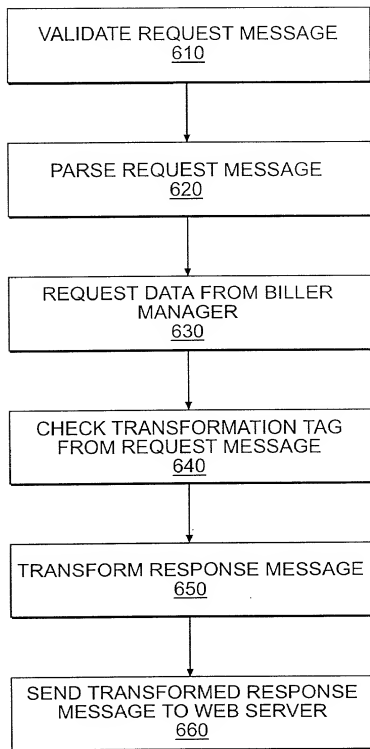 VALIDATE REQUEST MESSAGE
610
PARSE REQUEST MESSAGE
620
REQUEST DATA FROM BILLER
MANAGER
630
CHECK TRANSFORMATION TAG
FROM REQUEST MESSAGE
640
TRANSFORM RESPONSE MESSAGE
650
SEND TRANSFORMED RESPONSE
MESSAGE TO WEB SERVER
660